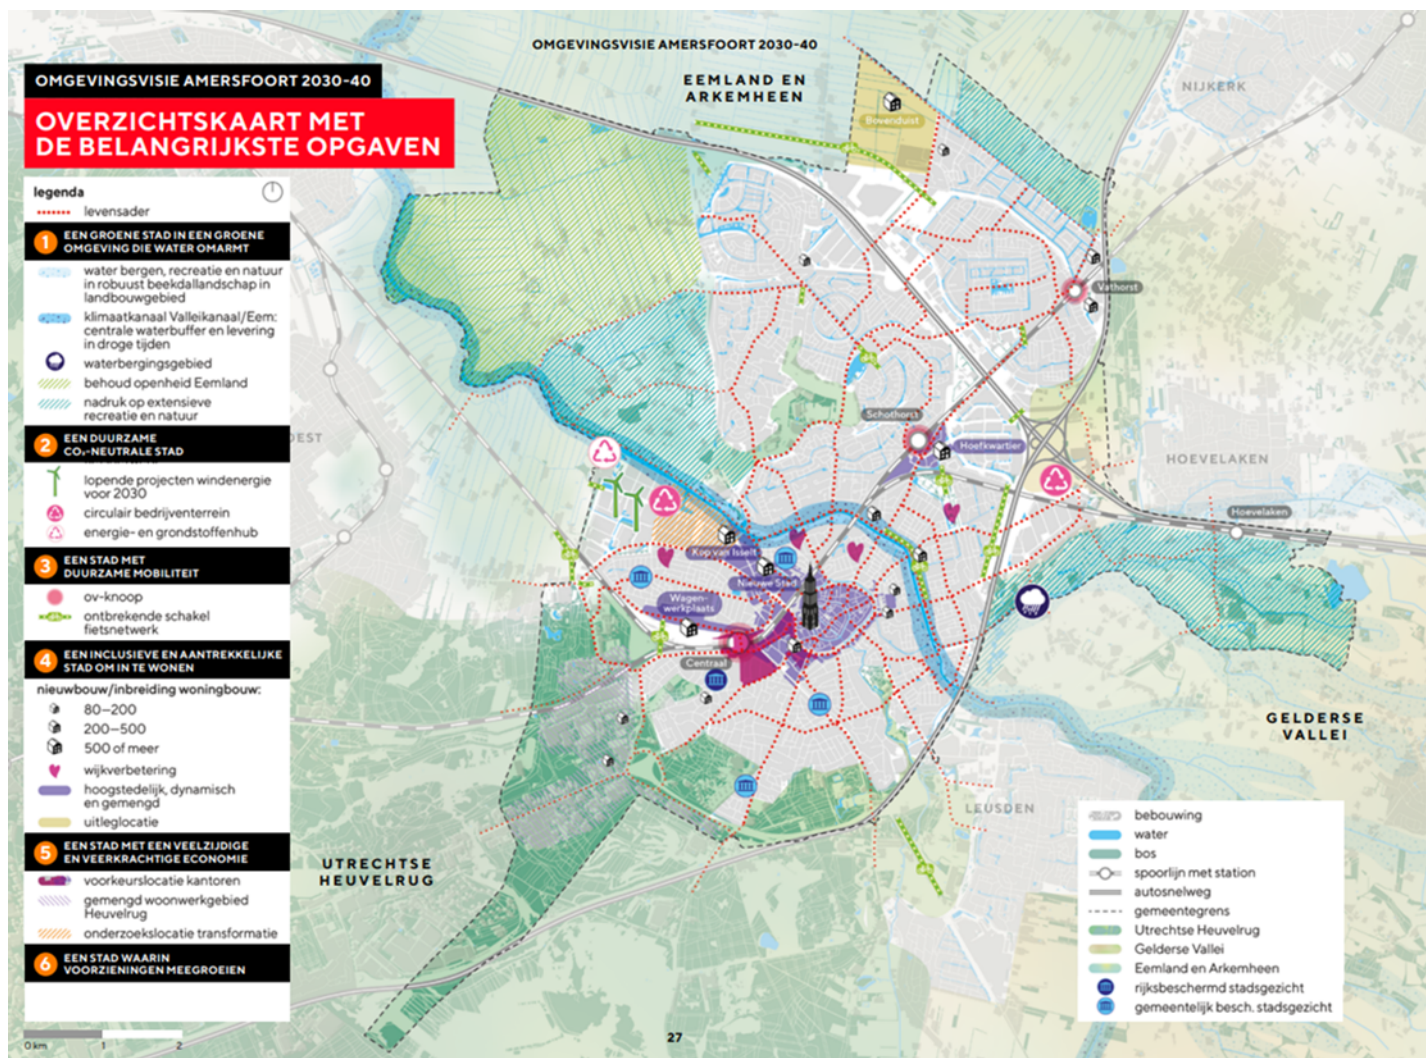 OMGEVINGSVISIE AMERSFOORT 2030-40
OMGEVINGSVISIE AMERSFOORT 2030-40
OVERZICHTSKAART MET
DE BELANGRIJKSTE OPGAVEN
legenda
levensader
1
EEN GROENE STAD IN EEN GROENE
OMGEVING DIE WATER OMARMT
water bergen, recreatie en natuur
in robuust beekdallandschap in
landbouwgebied
klimaatkanaal Valleikanaal/Eem:
centrale waterbuffer en levering
in droge tijden
waterbergingsgebied
behoud openheid Eemland
nadruk op extensieve
recreatie en natuur
2
EEN DUURZAME
CO₂-NEUTRALE STAD
lopende projecten windenergie
voor 2030
circulair bedrijventerrein
energie- en grondstoffenhub
3
EEN STAD MET
DUURZAME MOBILITEIT
ov-knoop
ontbrekende schakel
fietsnetwerk
4
EEN INCLUSIEVE EN AANTREKKELIJKE
STAD OM IN TE WONEN
nieuwbouw/inbreiding woningbouw:
80–200
200–500
500 of meer
wijkverbetering
hoogstedelijk, dynamisch
en gemengd
uitleglocatie
5
EEN STAD MET EEN VEELZIJDIGE
EN VEERKRACHTIGE ECONOMIE
voorkeurslocatie kantoren
gemengd woonwerkgebied
Heuvelrug
onderzoekslocatie transformatie
6
EEN STAD WAARIN
VOORZIENINGEN MEEGROEIEN
0 km
1
2
EEMLAND EN
ARKEMHEEN
NIJKERK
Bovenduist
Vathorst
Schothorst
Hoefkwartier
HOEVELAKEN
Hoevelaken
OEST
Kop van Isselt
Nieuwe Stad
Wagen-
werkplaats
Centraal
GELDERSE
VALLEI
LEUSDEN
UTRECHTSE
HEUVELRUG
27
bebouwing
water
bos
spoorlijn met station
autosnelweg
gemeentegrens
Utrechtse Heuvelrug
Gelderse Vallei
Eemland en Arkemheen
rijksbeschermd stadsgezicht
gemeentelijk besch. stadsgezicht